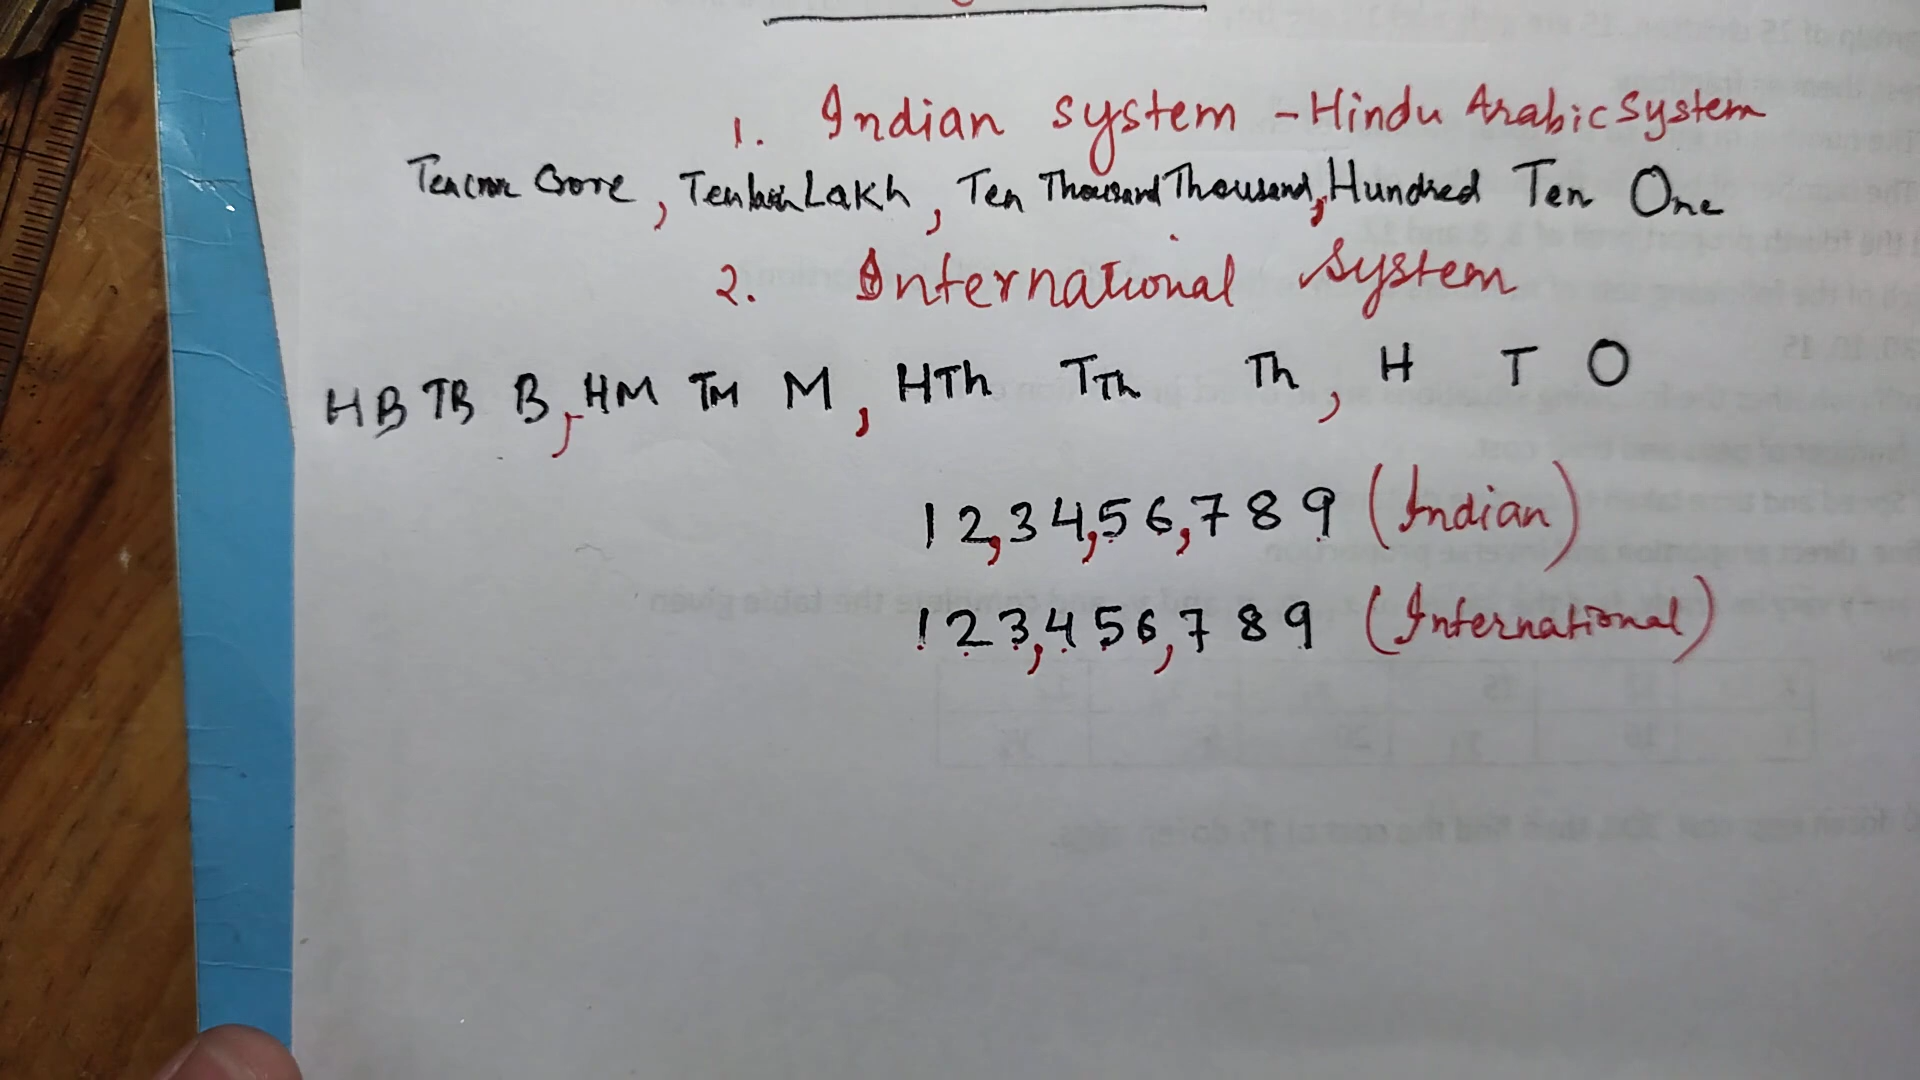 1. Indian System - Hindu Arabic System
Ten crore Crore, Ten lakh Lakh, Ten Thousand Thousand, Hundred Ten One
2. International System
HB TB B, HM TM M, HTh TTh Th, H T O
12,34,56,789 (Indian)
123,456,789 (International)